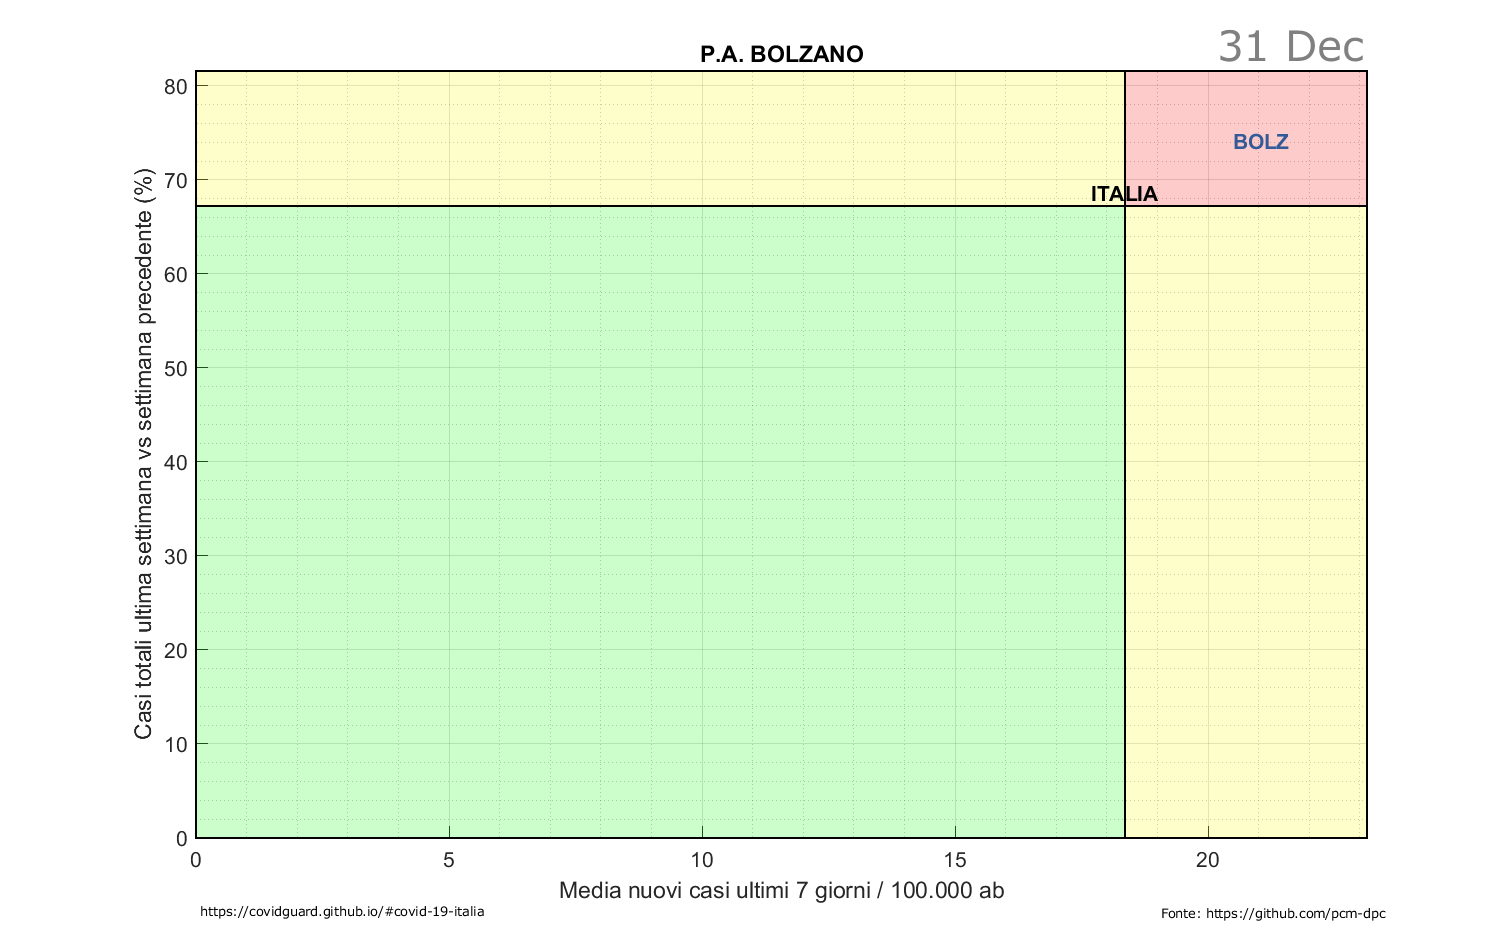 31 Dec
P.A. BOLZANO
80
BOLZ
70
ITALIA
60
50
40
30
20
10
0
Casi totali ultima settimana vs settimana precedente (%)
0 5 10 15 20
Media nuovi casi ultimi 7 giorni / 100.000 ab
https://covidguard.github.io/#covid-19-italia
Fonte: https://github.com/pcm-dpc